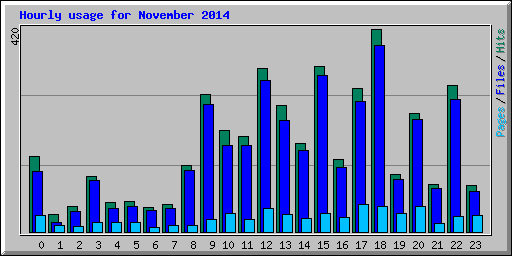 Hourly usage for November 2014
420
Pages / Files / Hits
0 1 2 3 4 5 6 7 8 9 10 11 12 13 14 15 16 17 18 19 20 21 22 23